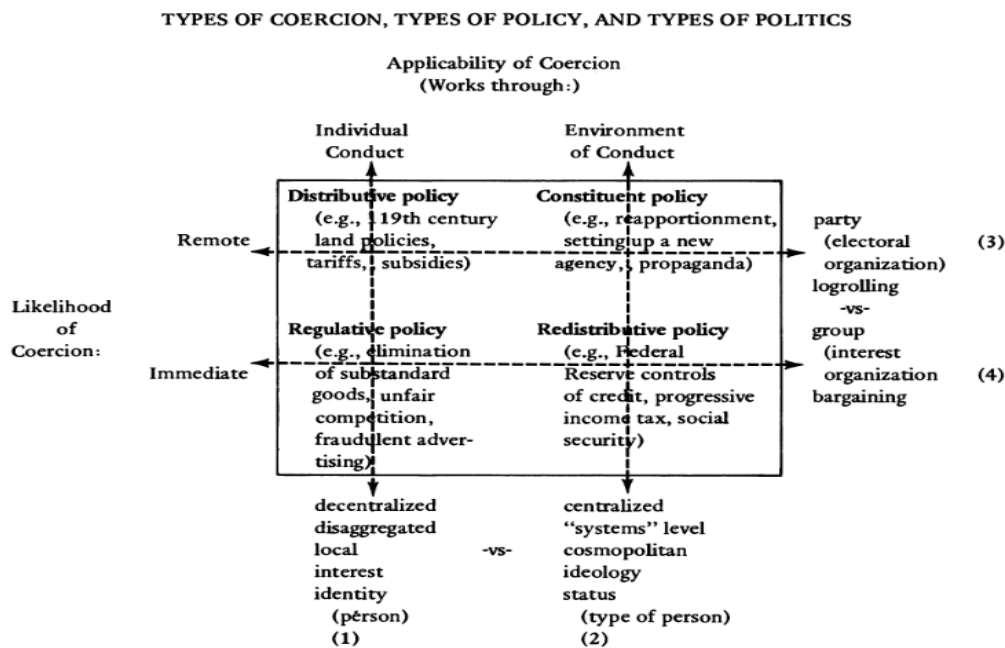 TYPES OF COERCION, TYPES OF POLICY, AND TYPES OF POLITICS
Applicability of Coercion
(Works through:)
Individual
Conduct
Environment
of Conduct
Likelihood
of
Coercion:
Remote
Immediate
Distributive policy
(e.g., 19th century
land policies,
tariffs, subsidies)
Constituent policy
(e.g., reapportionment,
setting up a new
agency, propaganda)
Regulative policy
(e.g., elimination
of substandard
goods, unfair
competition,
fraudulent adver-
tising)
Redistributive policy
(e.g., Federal
Reserve controls
of credit, progressive
income tax, social
security)
party
(electoral
organization)
(3)
logrolling
-vs-
group
(interest
organization
(4)
bargaining
decentralized
disaggregated
local
interest
identity
(person)
(1)
-vs-
centralized
“systems” level
cosmopolitan
ideology
status
(type of person)
(2)